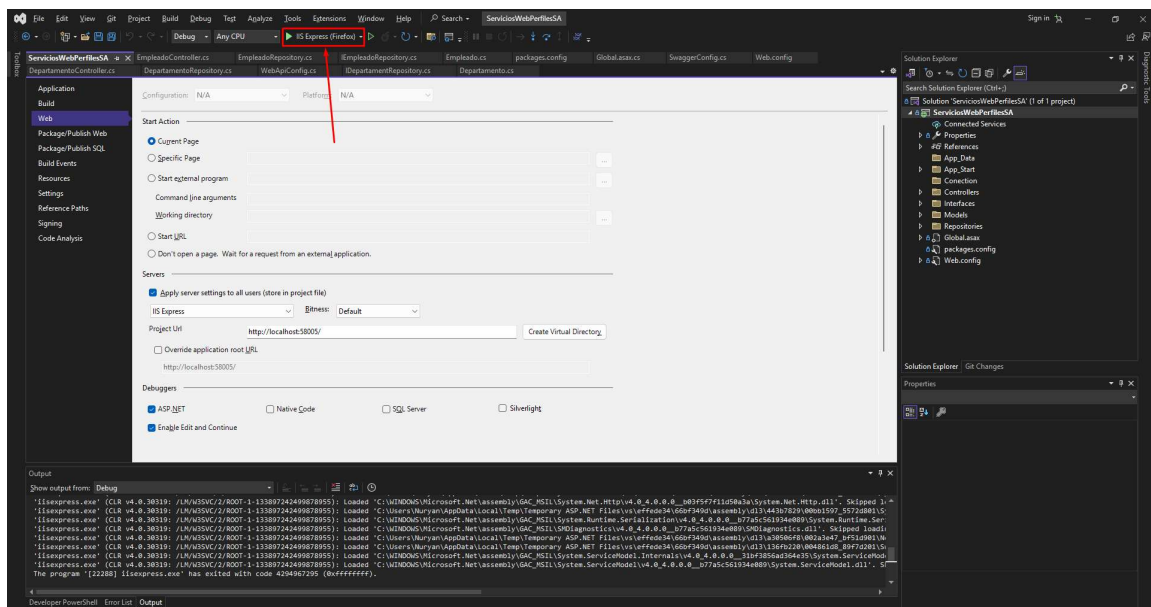 File Edit View Git Project Build Debug Test Analyze Tools Extensions Window Help Search ServiciosWebPerfilesSA Sign in
Debug Any CPU IIS Express (Firefox)
Toolbox
ServiciosWebPerfilesSA EmpleadoController.cs EmpleadoRepository.cs IEmpleadoRepository.cs Empleado.cs packages.config Global.asax.cs SwaggerConfig.cs Web.config
DepartamentoController.cs DepartamentoRepository.cs WebApiConfig.cs IDepartamentRepository.cs Departamento.cs
Application
Build
Web
Package/Publish Web
Package/Publish SQL
Build Events
Resources
Settings
Reference Paths
Signing
Code Analysis
Configuration: N/A Platform: N/A
Start Action
Current Page
Specific Page
...
Start external program
...
Command line arguments
Working directory
...
Start URL
Don't open a page. Wait for a request from an external application.
Servers
Apply server settings to all users (store in project file)
IIS Express Bitness: Default
Project Url http://localhost:58005/ Create Virtual Directory
Override application root URL
http://localhost:58005/
Debuggers
ASP.NET Native Code SQL Server Silverlight
Enable Edit and Continue
Solution Explorer
Search Solution Explorer (Ctrl+;)
Solution 'ServiciosWebPerfilesSA' (1 of 1 project)
ServiciosWebPerfilesSA
Connected Services
Properties
References
App_Data
App_Start
Conection
Controllers
Interfaces
Models
Repositories
Global.asax
packages.config
Web.config
Solution Explorer Git Changes
Properties
Diagnostic Tools
Output
Show output from: Debug
The program '[22288] iisexpress.exe' has exited with code 4294967295 (0xffffffff).
Developer PowerShell Error List Output